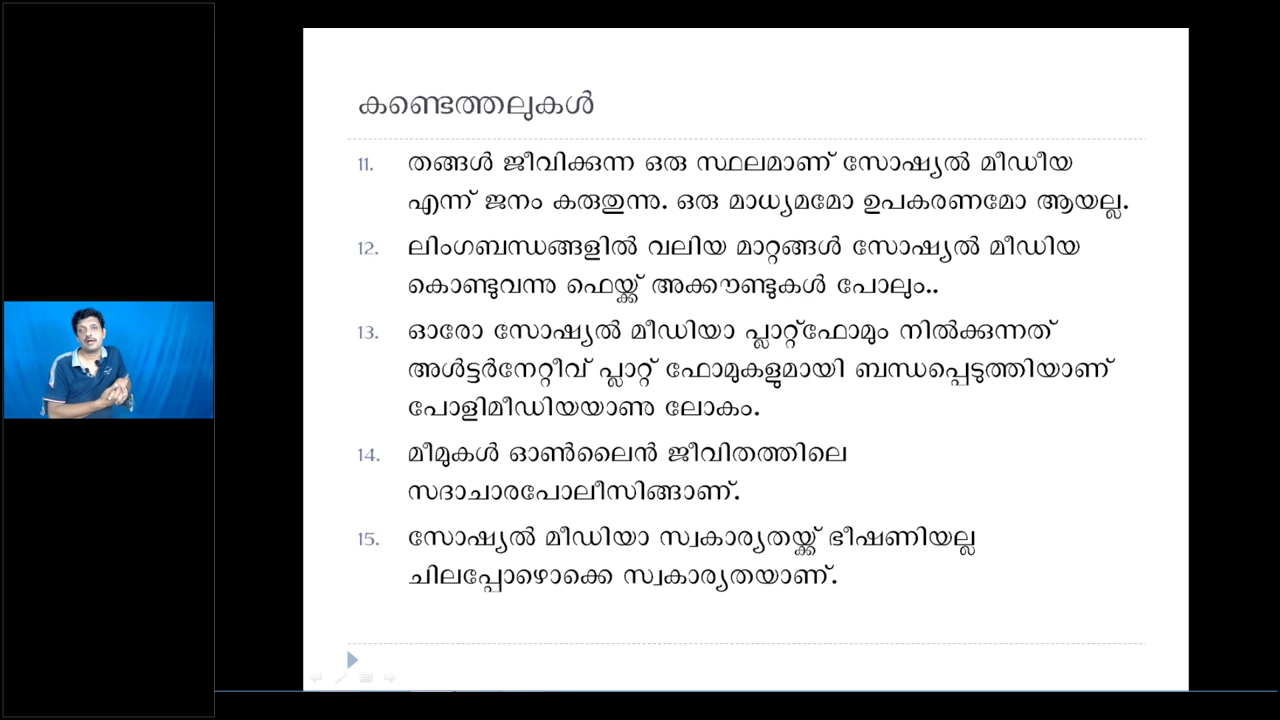 കണ്ടെത്തലുകൾ
11. തങ്ങൾ ജീവിക്കുന്ന ഒരു സ്ഥലമാണ് സോഷ്യൽ മീഡീയ
എന്ന് ജനം കരുതുന്നു. ഒരു മാധ്യമമോ ഉപകരണമോ ആയല്ല.
12. ലിംഗബന്ധങ്ങളിൽ വലിയ മാറ്റങ്ങൾ സോഷ്യൽ മീഡിയ
കൊണ്ടുവന്നു ഫെയ്ക്ക് അക്കൗണ്ടുകൾ പോലും..
13. ഓരോ സോഷ്യൽ മീഡിയാ പ്ലാറ്റ്ഫോമും നിൽക്കുന്നത്
അൾട്ടർനേറ്റീവ് പ്ലാറ്റ് ഫോമുകളുമായി ബന്ധപ്പെടുത്തിയാണ്
പോളിമീഡിയയാണു ലോകം.
14. മീമുകൾ ഓൺലൈൻ ജീവിതത്തിലെ
സദാചാരപോലീസിങ്ങാണ്.
15. സോഷ്യൽ മീഡിയാ സ്വകാര്യതയ്ക്ക് ഭീഷണിയല്ല
ചിലപ്പോഴൊക്കെ സ്വകാര്യതയാണ്.